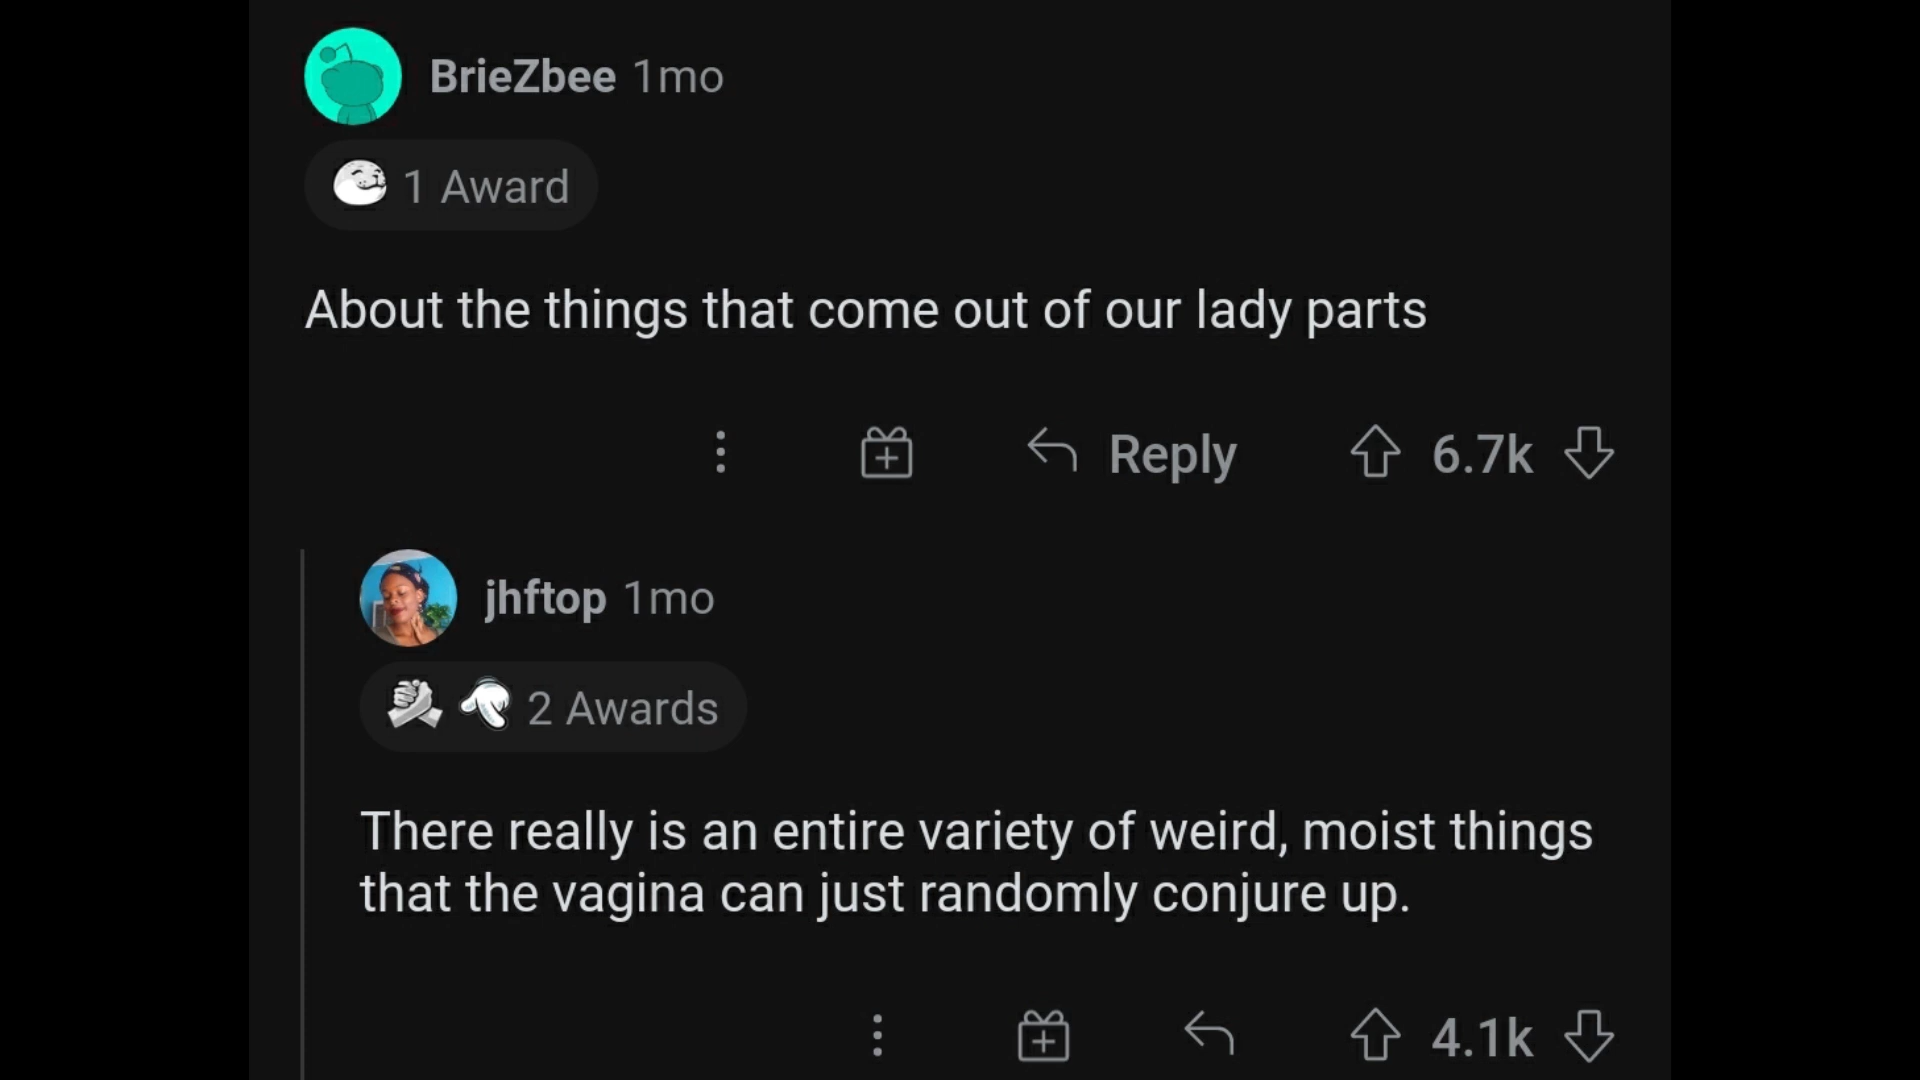 BrieZbee 1mo
1 Award
About the things that come out of our lady parts
Reply 6.7k
jhftop 1mo
2 Awards
There really is an entire variety of weird, moist things
that the vagina can just randomly conjure up.
4.1k